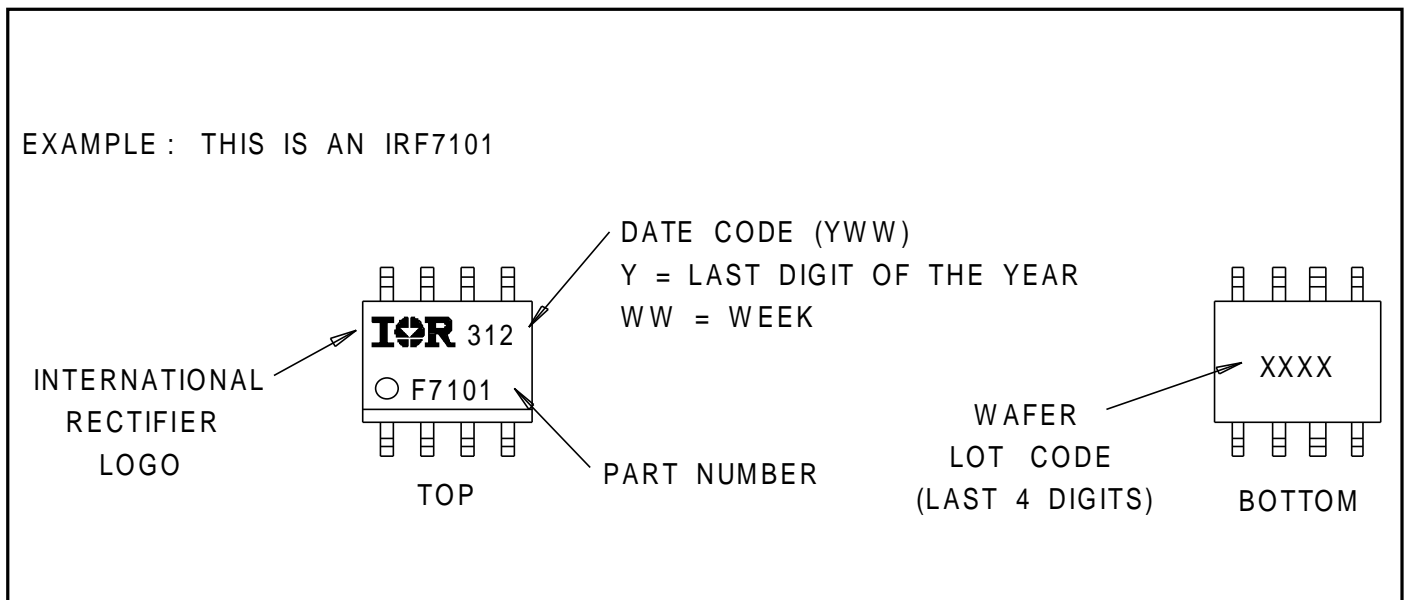 EXAMPLE : THIS IS AN IRF7101
DATE CODE (YWW)
Y = LAST DIGIT OF THE YEAR
WW = WEEK
IOR 312
F7101
INTERNATIONAL
RECTIFIER
LOGO
PART NUMBER
TOP
XXXX
WAFER
LOT CODE
(LAST 4 DIGITS)
BOTTOM